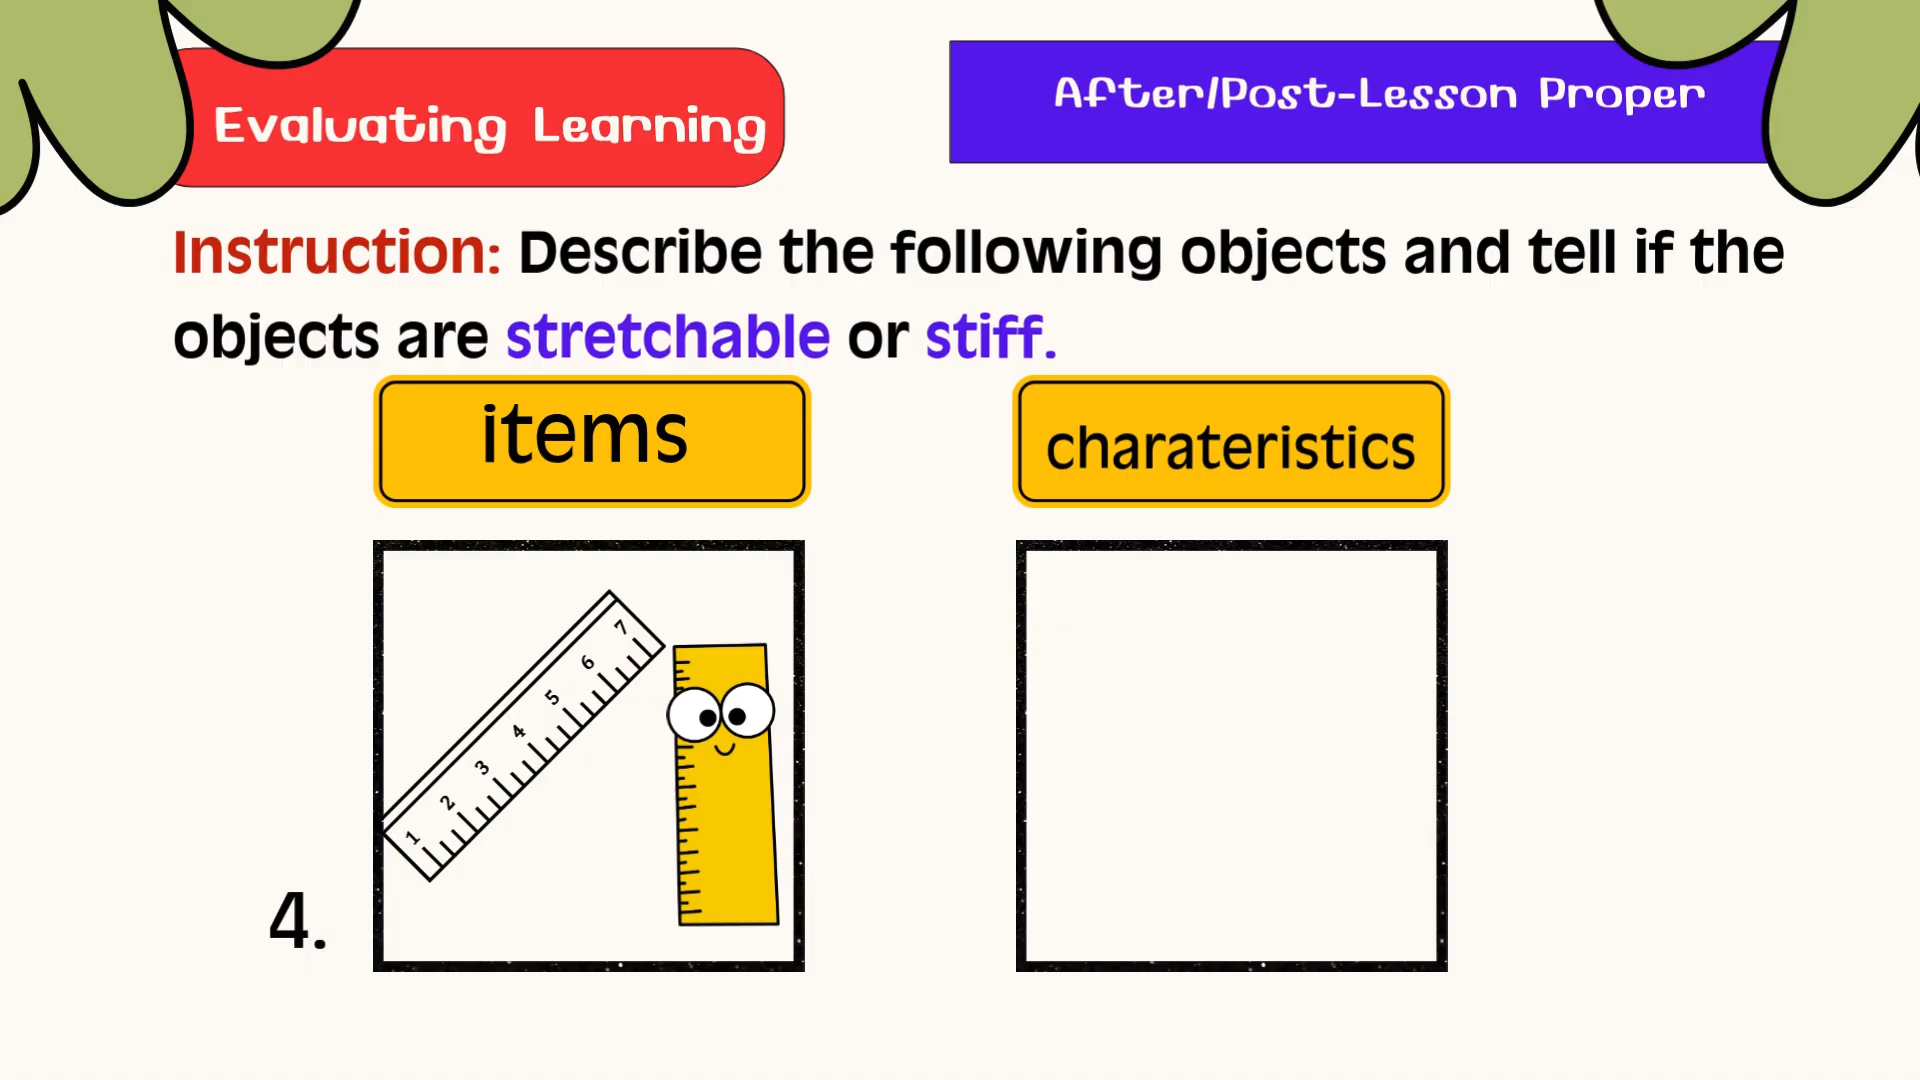 Evaluating Learning
After/Post-Lesson Proper
Instruction: Describe the following objects and tell if the
objects are stretchable or stiff.
items
charateristics
4.
1 2 3 4 5 6 7